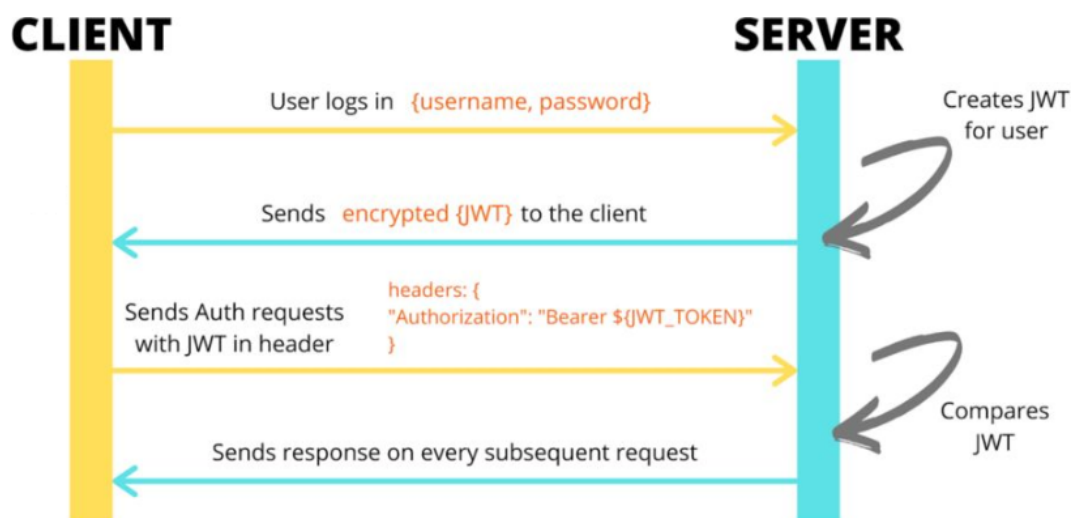 CLIENT
SERVER
User logs in {username, password}
Creates JWT
for user
Sends encrypted {JWT} to the client
headers: {
"Authorization": "Bearer ${JWT_TOKEN}"
}
Sends Auth requests
with JWT in header
Compares
JWT
Sends response on every subsequent request